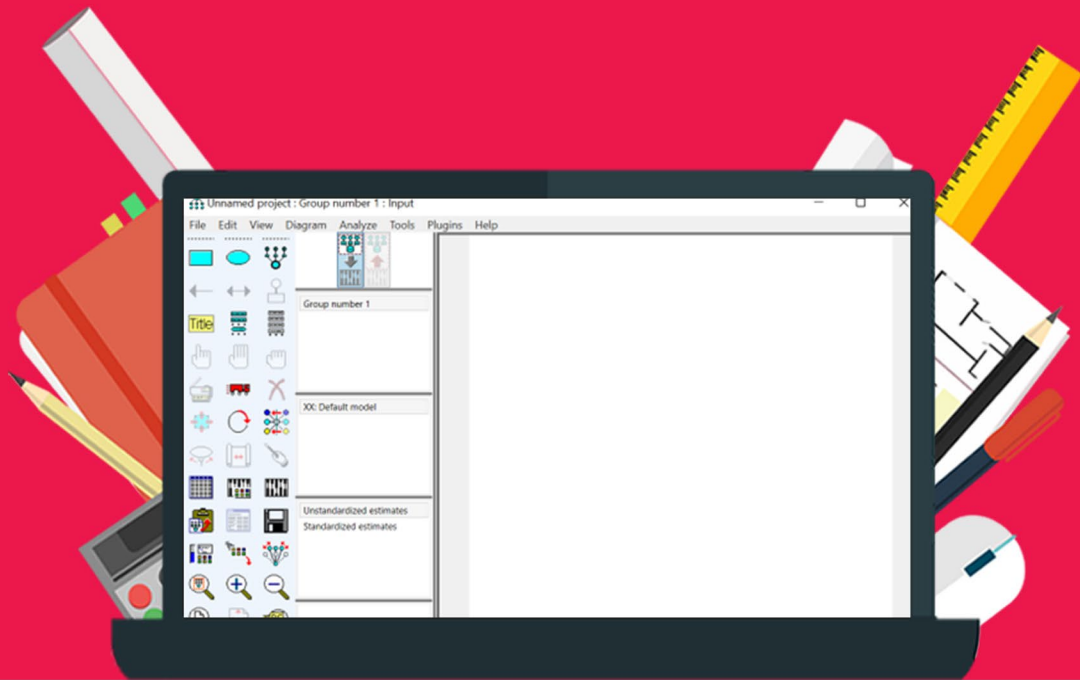 Unnamed project : Group number 1 : Input
File Edit View Diagram Analyze Tools Plugins Help
Title
Group number 1
XX: Default model
Unstandardized estimates
Standardized estimates